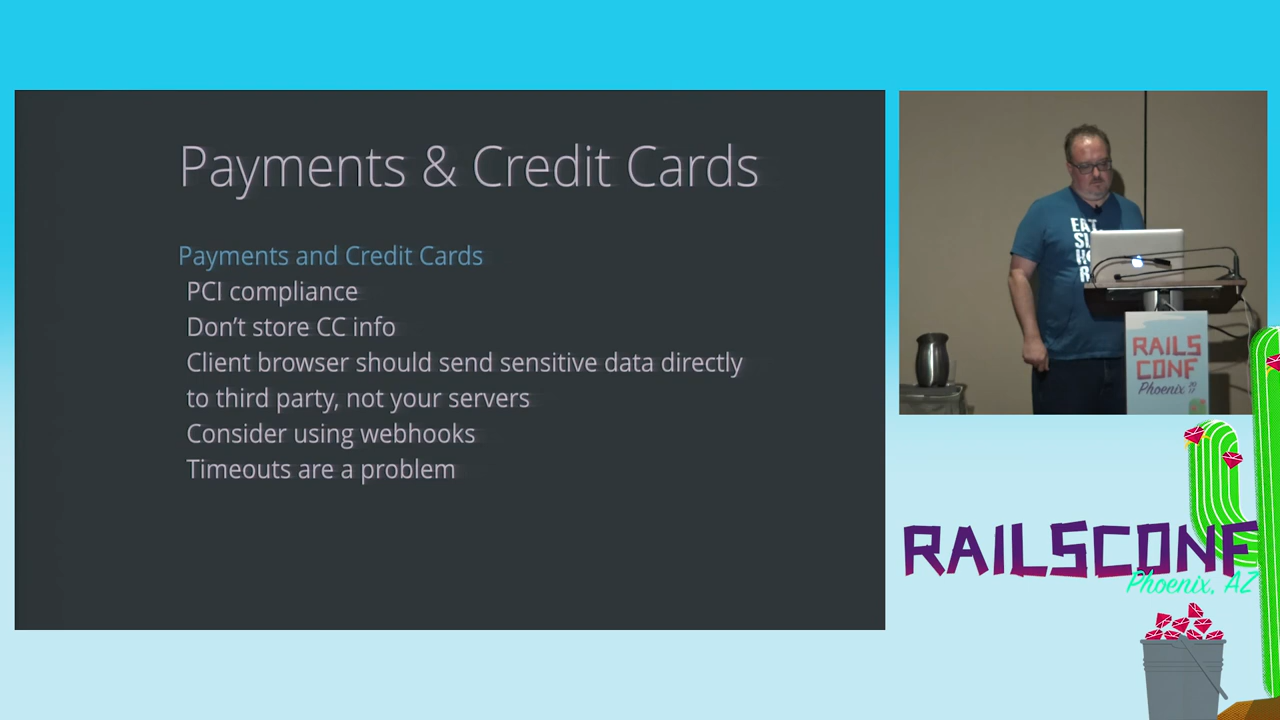 Payments & Credit Cards
Payments and Credit Cards
PCI compliance
Don’t store CC info
Client browser should send sensitive data directly
to third party, not your servers
Consider using webhooks
Timeouts are a problem
EAT
RAILS
CONF
Phoenix 2017
RAILSCONF
Phoenix, AZ